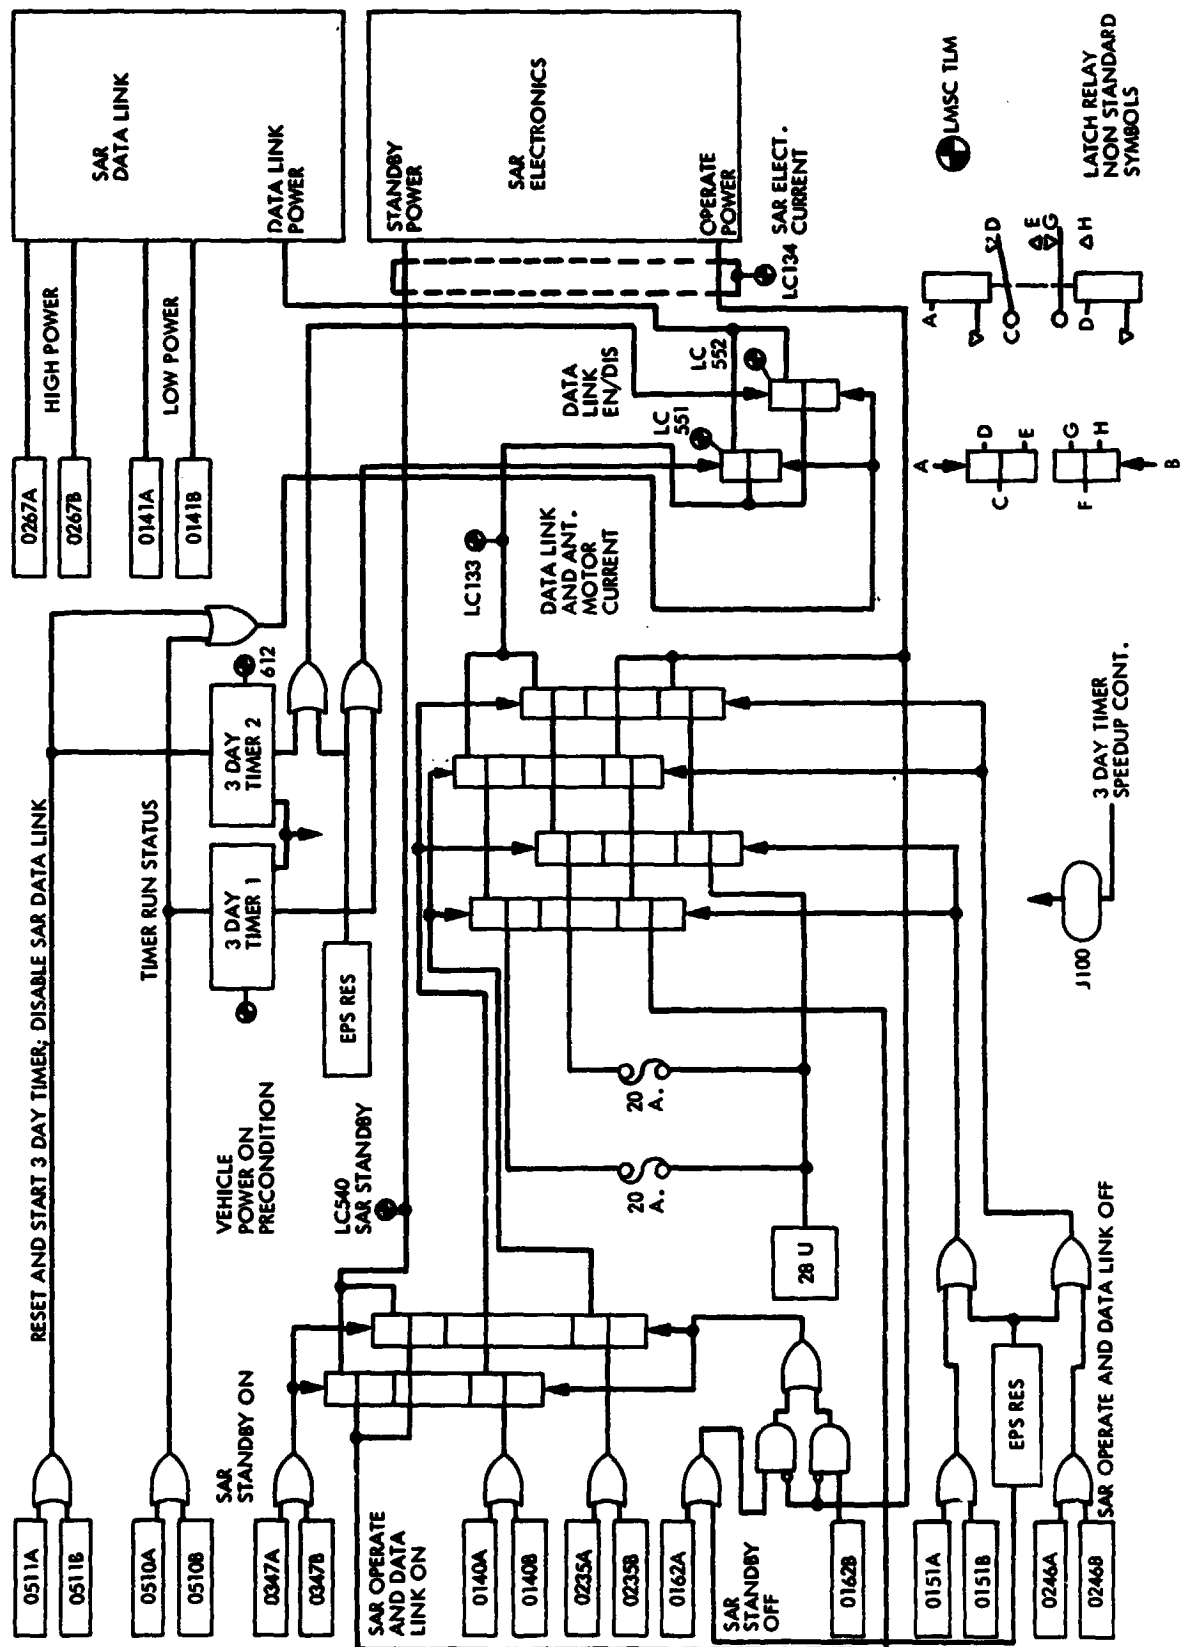 0267A
0267B
0141A
0141B
HIGH POWER
LOW POWER
SAR
DATA LINK
DATA LINK
POWER
STANDBY
POWER
SAR
ELECTRONICS
OPERATE
POWER
SAR ELECT.
CURRENT
LC134
LMSC TLM
LATCH RELAY
NON STANDARD
SYMBOLS
A
C
D
E
G
D
H
A
C
D
E
F
G
H
B
DATA
LINK
EN/DIS
LC
552
LC
551
LC133
DATA LINK
AND ANT.
MOTOR
CURRENT
RESET AND START 3 DAY TIMER; DISABLE SAR DATA LINK
TIMER RUN STATUS
3 DAY
TIMER 1
3 DAY
TIMER 2
612
EPS RES
VEHICLE
POWER ON
PRECONDITION
LC540
SAR STANDBY
20
A.
20
A.
28 U
3 DAY TIMER
SPEEDUP CONT.
J100
0511A
0511B
0510A
0510B
SAR
STANDBY ON
0347A
0347B
SAR OPERATE
AND DATA
LINK ON
0140A
0140B
0235A
0235B
0162A
SAR
STANDBY
OFF
0162B
0151A
0151B
EPS RES
0246A
0246B
SAR OPERATE AND DATA LINK OFF